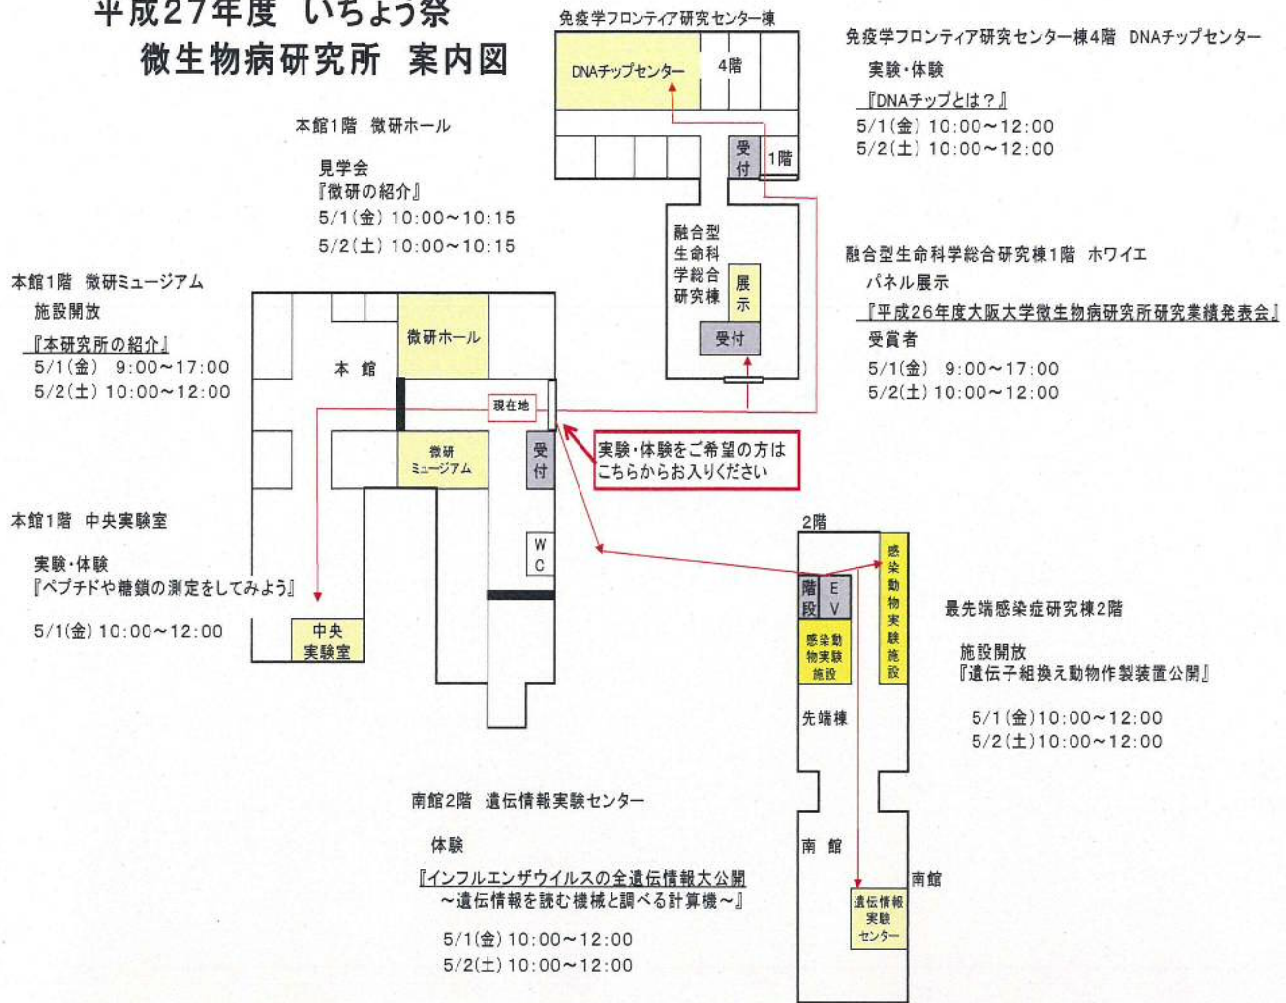 平成27年度 いちょう祭
微生物病研究所 案内図
免疫学フロンティア研究センター棟
DNAチップセンター
4階
受付
1階
免疫学フロンティア研究センター棟4階 DNAチップセンター
実験・体験
『DNAチップとは?』
5/1(金) 10:00~12:00
5/2(土) 10:00~12:00
本館1階 微研ホール
見学会
『微研の紹介』
5/1(金) 10:00~10:15
5/2(土) 10:00~10:15
融合型
生命科
学総合
研究棟
展示
受付
融合型生命科学総合研究棟1階 ホワイエ
パネル展示
『平成26年度大阪大学微生物病研究所研究業績発表会』
受賞者
5/1(金) 9:00~17:00
5/2(土) 10:00~12:00
本館1階 微研ミュージアム
施設開放
『本研究所の紹介』
5/1(金) 9:00~17:00
5/2(土) 10:00~12:00
本 館
微研ホール
現在地
微研
ミュージアム
受付
WC
実験・体験をご希望の方は
こちらからお入りください
本館1階 中央実験室
実験・体験
『ペプチドや糖鎖の測定をしてみよう』
5/1(金) 10:00~12:00
中央
実験室
2階
階段
EV
感染動
物実験
施設
感染動物実験施設
先端棟
南 館
南館
遺伝情報
実験
センター
最先端感染症研究棟2階
施設開放
『遺伝子組換え動物作製装置公開』
5/1(金)10:00~12:00
5/2(土)10:00~12:00
南館2階 遺伝情報実験センター
体験
『インフルエンザウイルスの全遺伝情報大公開
~遺伝情報を読む機械と調べる計算機~』
5/1(金) 10:00~12:00
5/2(土) 10:00~12:00